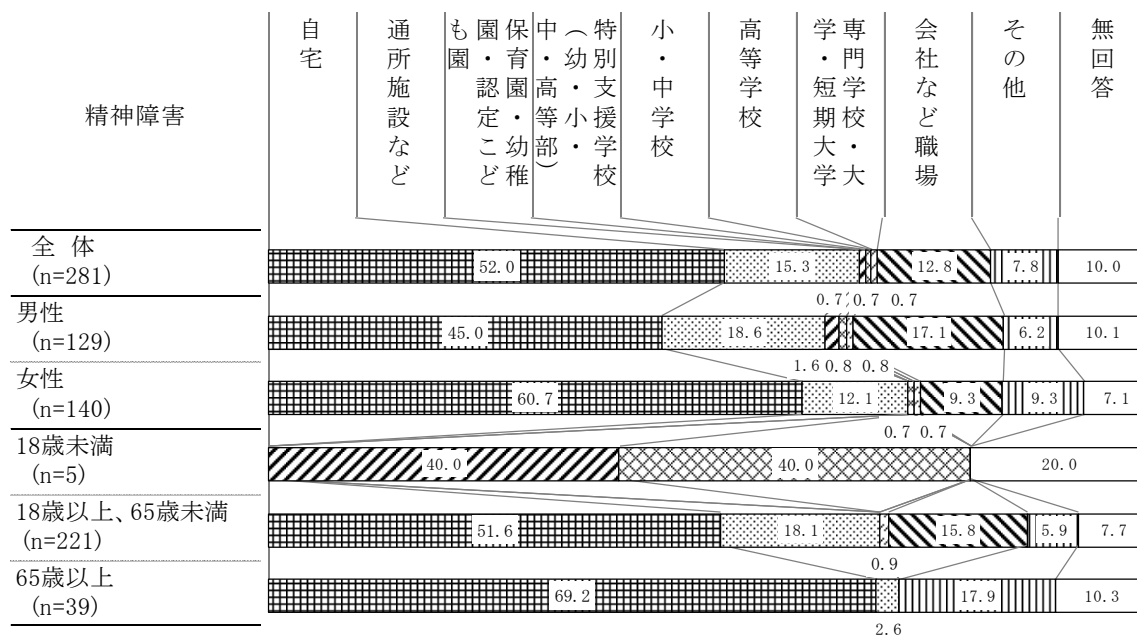 自宅
通所施設など
保育園・幼稚
園・認定こど
も園
特別支援学校
（幼・小・
中・高等部）
小・中学校
高等学校
専門学校・大
学・短期大学
会社など職場
その他
無回答
精神障害
全 体
(n=281)
52.0
15.3
12.8
7.8
10.0
0.7 0.7 0.7
男性
(n=129)
45.0
18.6
17.1
6.2
10.1
1.6 0.8 0.8
女性
(n=140)
60.7
12.1
9.3
9.3
7.1
0.7 0.7
18歳未満
(n=5)
40.0
40.0
20.0
18歳以上、65歳未満
(n=221)
51.6
18.1
15.8
5.9
7.7
0.9
65歳以上
(n=39)
69.2
17.9
10.3
2.6